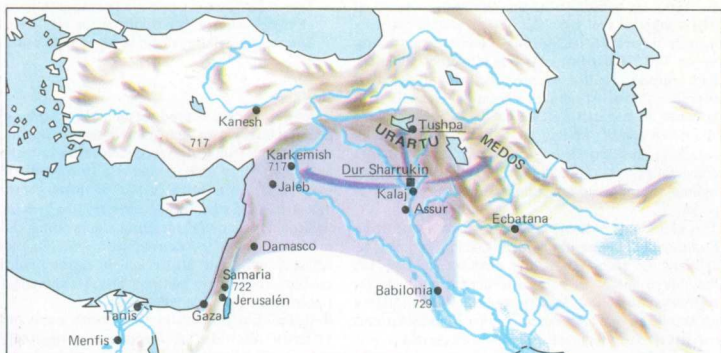 Kanesh
717
URARTU
Tushpa
MEDOS
Karkemish
717
Dur Sharrukin
Jaleb
Kalaj
Assur
Ecbatana
Damasco
Samaria
722
Jerusalén
Babilonia
729
Tanis
Gaza
Menfis